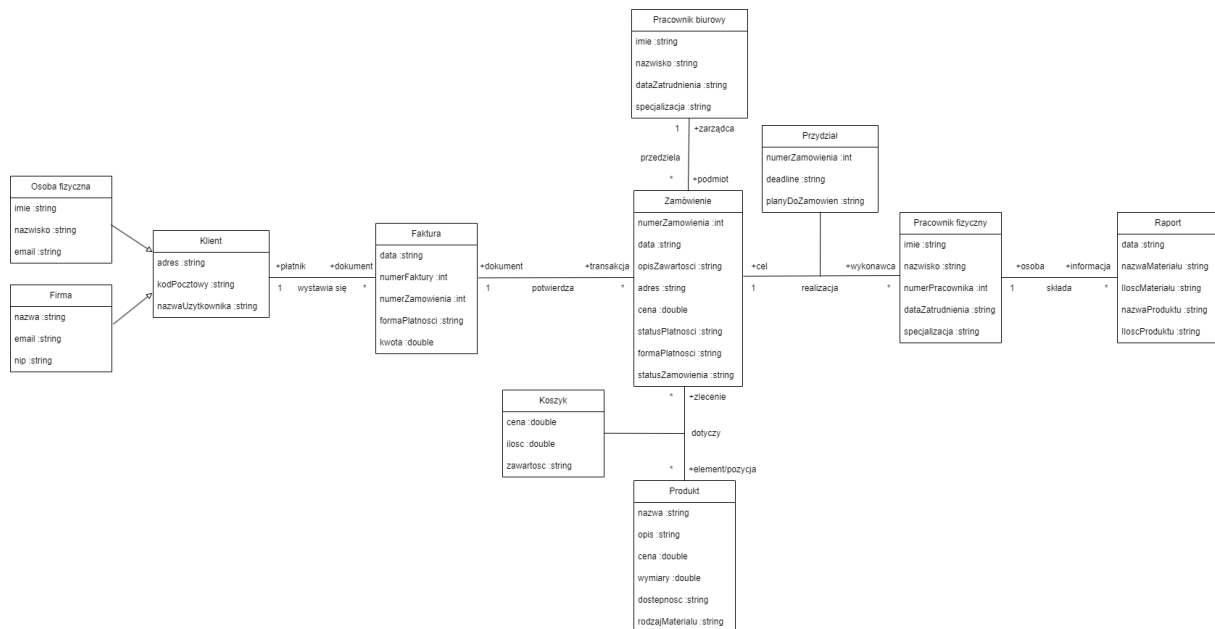 Pracownik biurowy
imie :string
nazwisko :string
dataZatrudnienia :string
specjalizacja :string
1
+zarządca
przedziela
*
+podmiot
Przydział
numerZamowienia :int
deadline :string
planyDoZamowien :string
Osoba fizyczna
imie :string
nazwisko :string
email :string
Firma
nazwa :string
email :string
nip :string
Klient
adres :string
kodPocztowy :string
nazwaUzytkownika :string
+płatnik
+dokument
1
wystawia się
*
Faktura
data :string
numerFaktury :int
numerZamowienia :int
formaPlatnosci :string
kwota :double
+dokument
+transakcja
1
potwierdza
*
Zamówienie
numerZamowienia :int
data :string
opisZawartosci :string
adres :string
cena :double
statusPlatnosci :string
formaPlatnosci :string
statusZamowienia :string
+cel
+wykonawca
1
realizacja
*
Pracownik fizyczny
imie :string
nazwisko :string
numerPracownika :int
dataZatrudnienia :string
specjalizacja :string
+osoba
+informacja
1
składa
*
Raport
data :string
nazwaMateriału :string
IloscMateriału :string
nazwaProduktu :string
IloscProduktu :string
*
+zlecenie
dotyczy
*
+element/pozycja
Koszyk
cena :double
ilosc :double
zawartosc :string
Produkt
nazwa :string
opis :string
cena :double
wymiary :double
dostepnosc :string
rodzajMaterialu :string